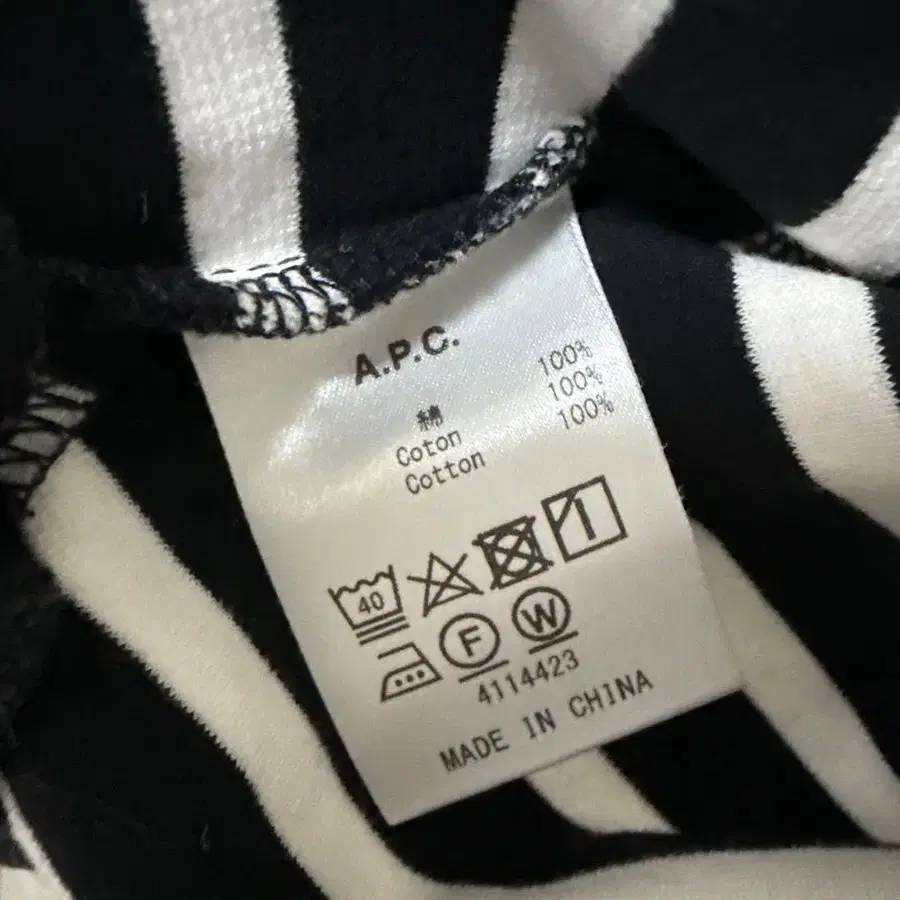 A.P.C.
綿 100%
Coton 100%
Cotton 100%
40
F W
4114423
MADE IN CHINA